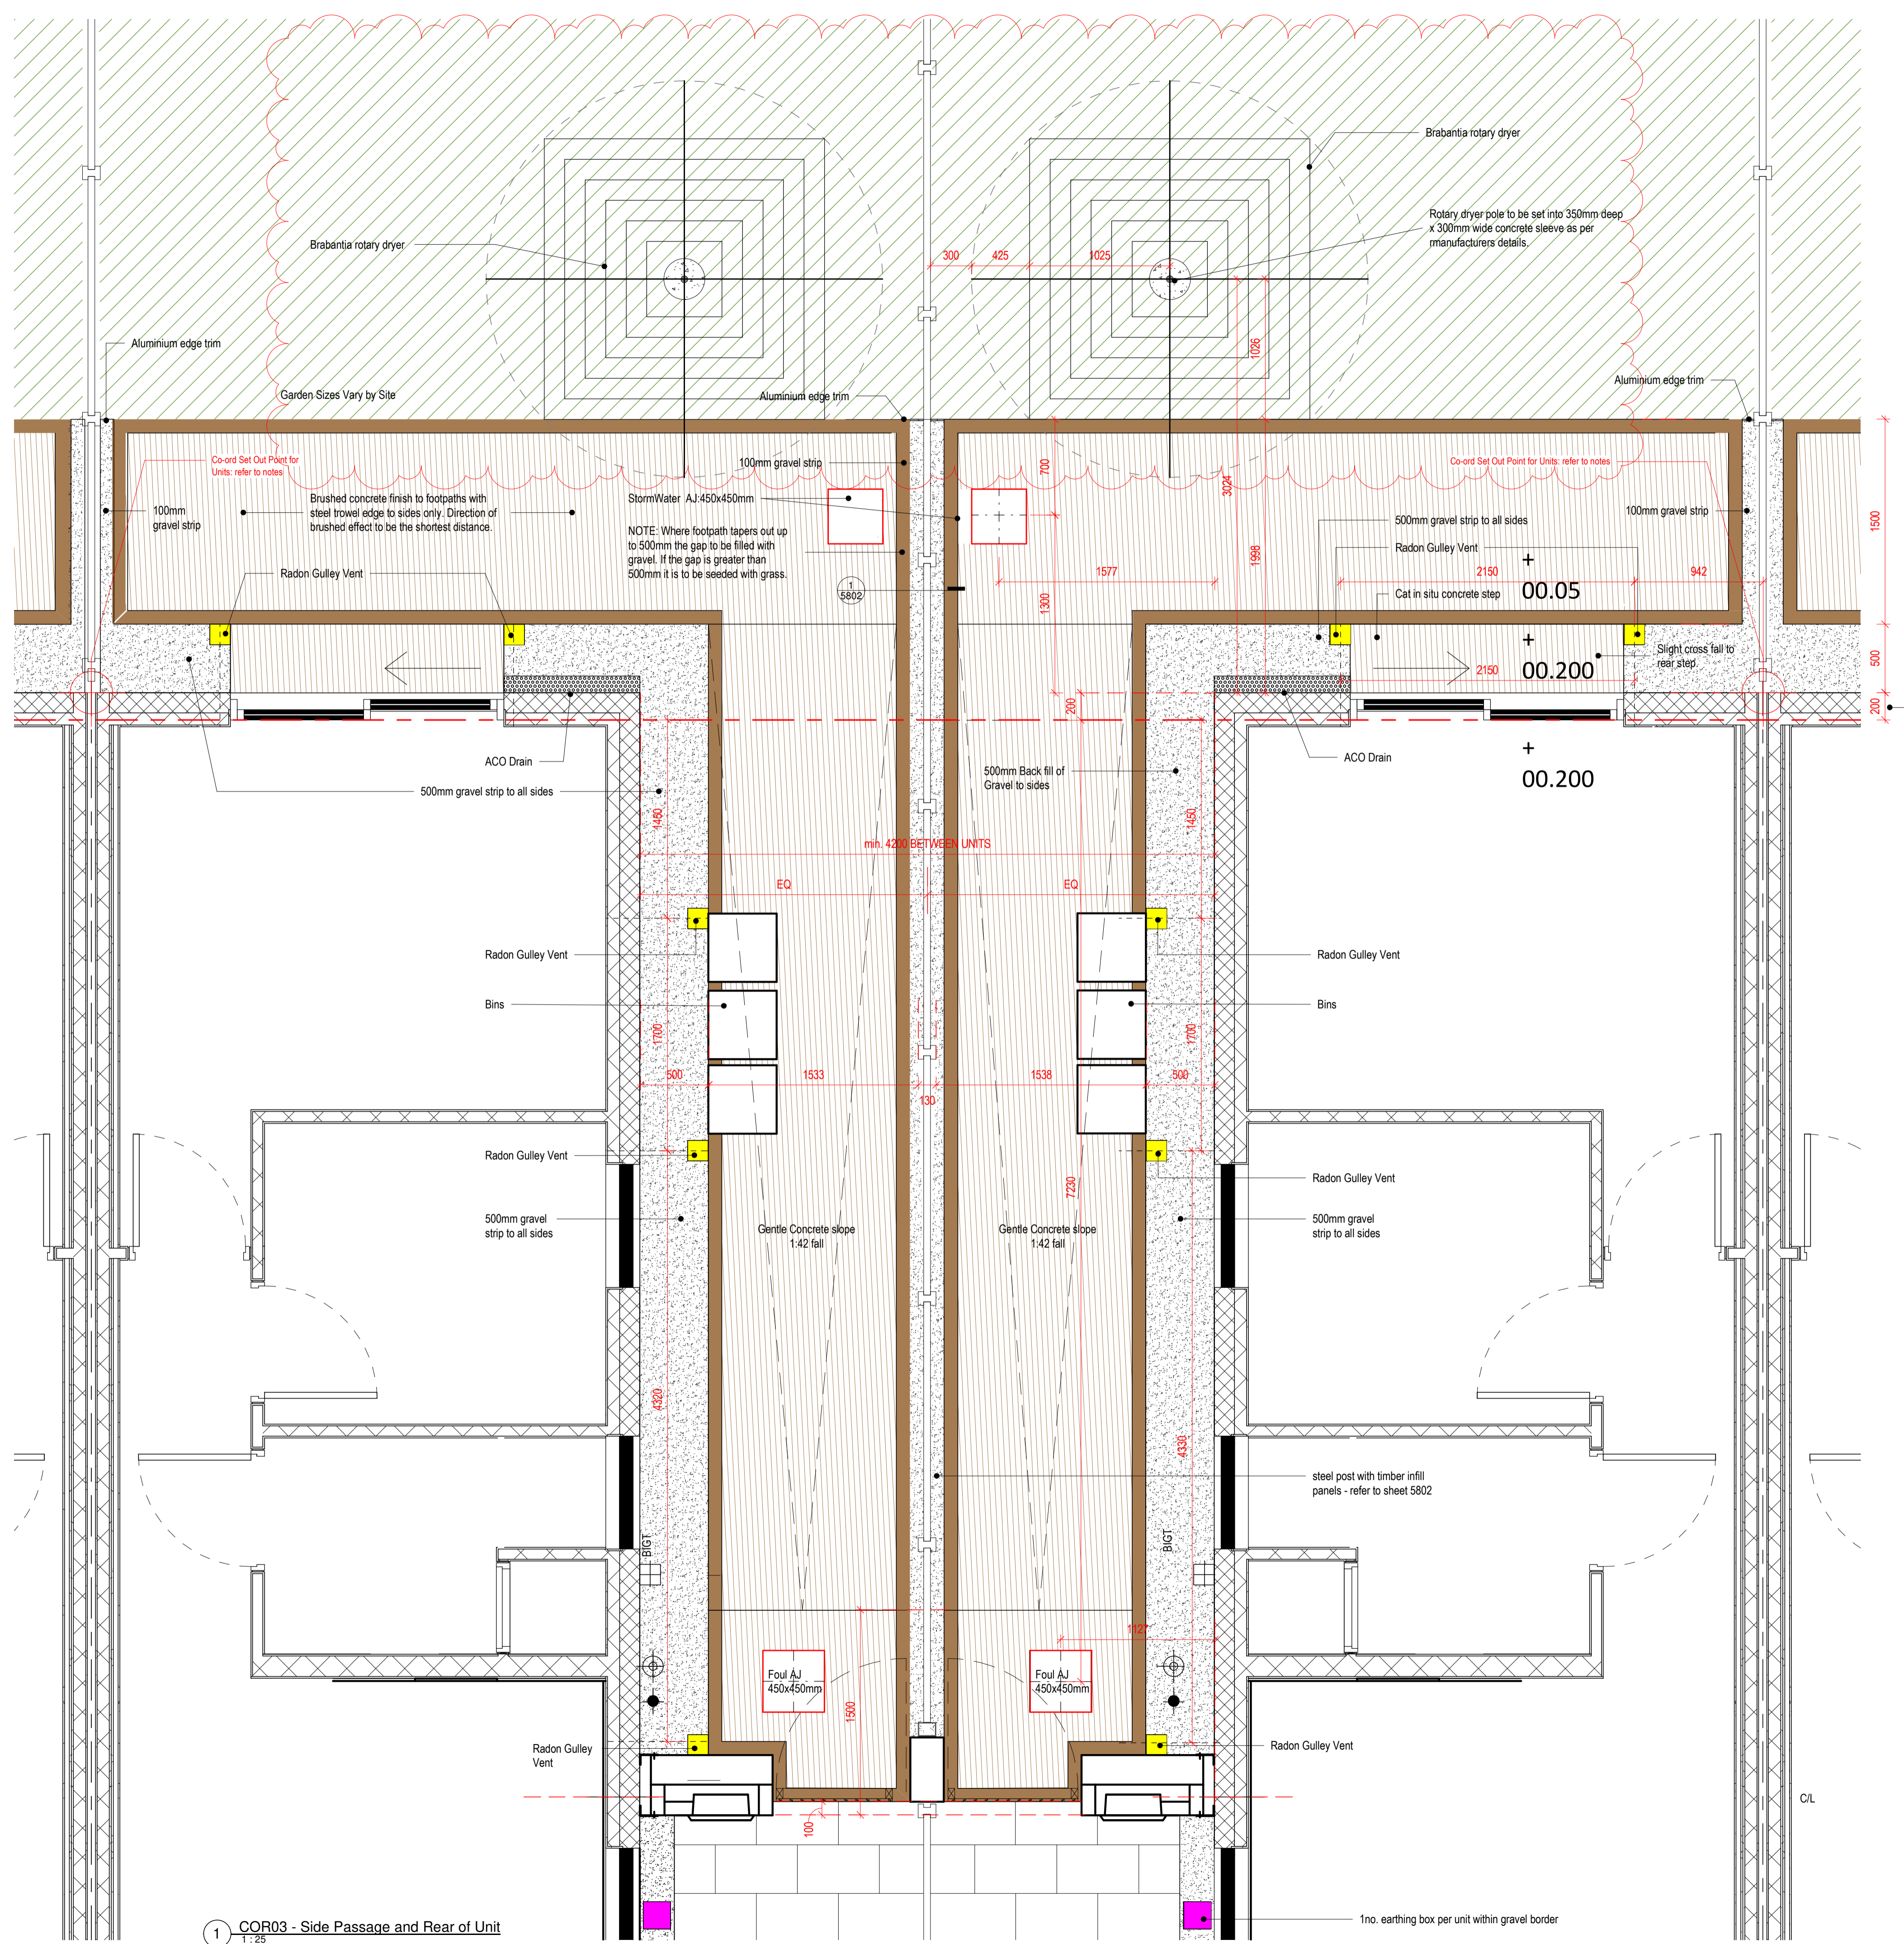 Brabantia rotary dryer
Rotary dryer pole to be set into 350mm deep
x 300mm wide concrete sleeve as per
rmanufacturers details.
Brabantia rotary dryer
300
425
1025
1026
Aluminium edge trim
Garden Sizes Vary by Site
Aluminium edge trim
Aluminium edge trim
Co-ord Set Out Point for
Units: refer to notes
100mm gravel strip
700
3024
Co-ord Set Out Point for Units: refer to notes
100mm
gravel strip
Brushed concrete finish to footpaths with
steel trowel edge to sides only. Direction of
brushed effect to be the shortest distance.
StormWater AJ:450x450mm
NOTE: Where footpath tapers out up
to 500mm the gap to be filled with
gravel. If the gap is greater than
500mm it is to be seeded with grass.
500mm gravel strip to all sides
100mm gravel strip
1500
Radon Gulley Vent
Radon Gulley Vent
1998
1577
2150
942
1
5802
1300
Cat in situ concrete step
+
00.05
+
00.200
Slight cross fall to
rear step.
2150
500
200
200
ACO Drain
500mm gravel strip to all sides
500mm Back fill of
Gravel to sides
ACO Drain
+
00.200
1450
1450
min. 4200 BETWEEN UNITS
EQ
EQ
Radon Gulley Vent
Radon Gulley Vent
Bins
Bins
1700
1700
500
1533
130
1538
500
Radon Gulley Vent
Radon Gulley Vent
7230
500mm gravel
strip to all sides
Gentle Concrete slope
1:42 fall
Gentle Concrete slope
1:42 fall
500mm gravel
strip to all sides
4320
4330
steel post with timber infill
panels - refer to sheet 5802
BIGT
BIGT
1127
Foul AJ
450x450mm
Foul AJ
450x450mm
1500
Radon Gulley
Vent
Radon Gulley Vent
100
C/L
1no. earthing box per unit within gravel border
1
COR03 - Side Passage and Rear of Unit
1 : 25